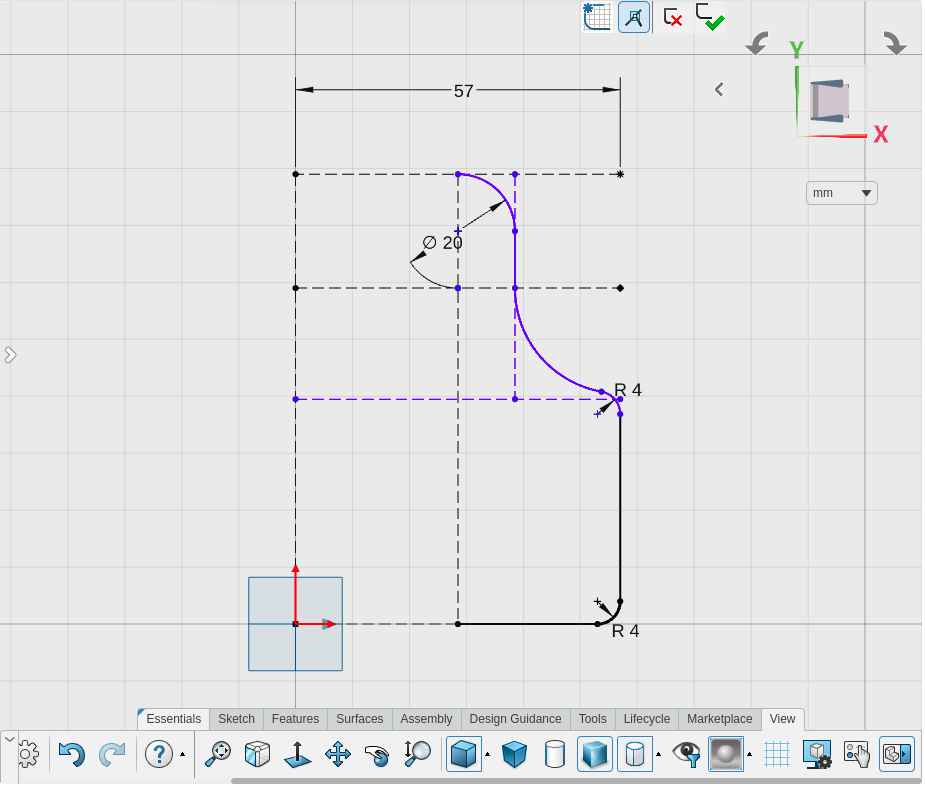 Y
57
X
mm
∅ 20
R 4
R 4
Essentials Sketch Features Surfaces Assembly Design Guidance Tools Lifecycle Marketplace View
?